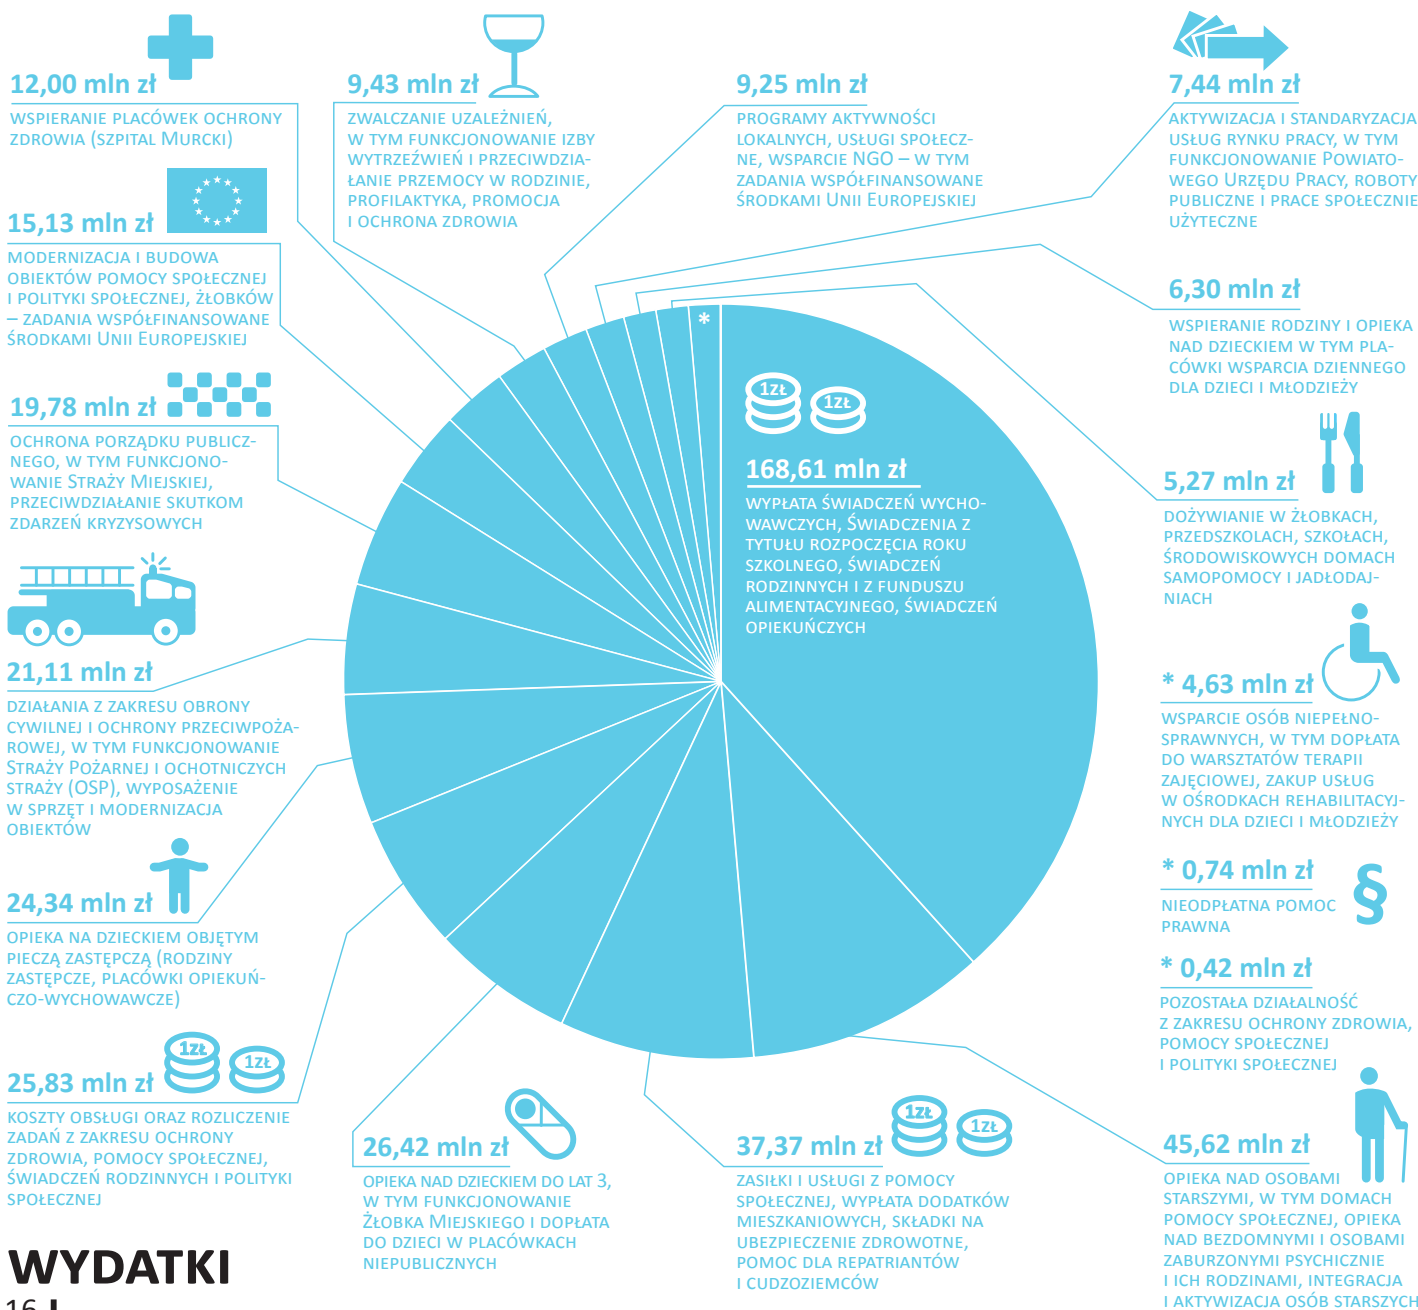 12,00 mln zł
WSPIERANIE PLACÓWEK OCHRONY
ZDROWIA (SZPITAL MURCKI)
15,13 mln zł
MODERNIZACJA I BUDOWA
OBIEKTÓW POMOCY SPOŁECZNEJ
I POLITYKI SPOŁECZNEJ, ŻŁOBKÓW
– ZADANIA WSPÓŁFINANSOWANE
ŚRODKAMI UNII EUROPEJSKIEJ
19,78 mln zł
OCHRONA PORZĄDKU PUBLICZ-
NEGO, W TYM FUNKCJONO-
WANIE STRAŻY MIEJSKIEJ,
PRZECIWDZIAŁANIE SKUTKOM
ZDARZEŃ KRYZYSOWYCH
21,11 mln zł
DZIAŁANIA Z ZAKRESU OBRONY
CYWILNEJ I OCHRONY PRZECIWPOŻA-
ROWEJ, W TYM FUNKCJONOWANIE
STRAŻY POŻARNEJ I OCHOTNICZYCH
STRAŻY (OSP), WYPOSAŻENIE
W SPRZĘT I MODERNIZACJA
OBIEKTÓW
24,34 mln zł
OPIEKA NA DZIECKIEM OBJĘTYM
PIECZĄ ZASTĘPCZĄ (RODZINY
ZASTĘPCZE, PLACÓWKI OPIEKUŃ-
CZO-WYCHOWAWCZE)
1ZŁ
1ZŁ
25,83 mln zł
KOSZTY OBSŁUGI ORAZ ROZLICZENIE
ZADAŃ Z ZAKRESU OCHRONY
ZDROWIA, POMOCY SPOŁECZNEJ,
ŚWIADCZEŃ RODZINNYCH I POLITYKI
SPOŁECZNEJ
9,43 mln zł
ZWALCZANIE UZALEŻNIEŃ,
W TYM FUNKCJONOWANIE IZBY
WYTRZEŹWIEŃ I PRZECIWDZIA-
ŁANIE PRZEMOCY W RODZINIE,
PROFILAKTYKA, PROMOCJA
I OCHRONA ZDROWIA
9,25 mln zł
PROGRAMY AKTYWNOŚCI
LOKALNYCH, USŁUGI SPOŁECZ-
NE, WSPARCIE NGO – W TYM
ZADANIA WSPÓŁFINANSOWANE
ŚRODKAMI UNII EUROPEJSKIEJ
*
1ZŁ
1ZŁ
168,61 mln zł
WYPŁATA ŚWIADCZEŃ WYCHO-
WAWCZYCH, ŚWIADCZENIA Z
TYTUŁU ROZPOCZĘCIA ROKU
SZKOLNEGO, ŚWIADCZEŃ
RODZINNYCH I Z FUNDUSZU
ALIMENTACYJNEGO, ŚWIADCZEŃ
OPIEKUŃCZYCH
26,42 mln zł
OPIEKA NAD DZIECKIEM DO LAT 3,
W TYM FUNKCJONOWANIE
ŻŁOBKA MIEJSKIEGO I DOPŁATA
DO DZIECI W PLACÓWKACH
NIEPUBLICZNYCH
1ZŁ
1ZŁ
37,37 mln zł
ZASIŁKI I USŁUGI Z POMOCY
SPOŁECZNEJ, WYPŁATA DODATKÓW
MIESZKANIOWYCH, SKŁADKI NA
UBEZPIECZENIE ZDROWOTNE,
POMOC DLA REPATRIANTÓW
I CUDZOZIEMCÓW
7,44 mln zł
AKTYWIZACJA I STANDARYZACJA
USŁUG RYNKU PRACY, W TYM
FUNKCJONOWANIE POWIATO-
WEGO URZĘDU PRACY, ROBOTY
PUBLICZNE I PRACE SPOŁECZNIE
UŻYTECZNE
6,30 mln zł
WSPIERANIE RODZINY I OPIEKA
NAD DZIECKIEM W TYM PLA-
CÓWKI WSPARCIA DZIENNEGO
DLA DZIECI I MŁODZIEŻY
5,27 mln zł
DOŻYWIANIE W ŻŁOBKACH,
PRZEDSZKOLACH, SZKOŁACH,
ŚRODOWISKOWYCH DOMACH
SAMOPOMOCY I JADŁODAJ-
NIACH
* 4,63 mln zł
WSPARCIE OSÓB NIEPEŁNO-
SPRAWNYCH, W TYM DOPŁATA
DO WARSZTATÓW TERAPII
ZAJĘCIOWEJ, ZAKUP USŁUG
W OŚRODKACH REHABILITACYJ-
NYCH DLA DZIECI I MŁODZIEŻY
* 0,74 mln zł
§
NIEODPŁATNA POMOC
PRAWNA
* 0,42 mln zł
POZOSTAŁA DZIAŁALNOŚĆ
Z ZAKRESU OCHRONY ZDROWIA,
POMOCY SPOŁECZNEJ
I POLITYKI SPOŁECZNEJ
45,62 mln zł
OPIEKA NAD OSOBAMI
STARSZYMI, W TYM DOMACH
POMOCY SPOŁECZNEJ, OPIEKA
NAD BEZDOMNYMI I OSOBAMI
ZABURZONYMI PSYCHICZNIE
I ICH RODZINAMI, INTEGRACJA
I AKTYWIZACJA OSÓB STARSZYCH
WYDATKI
16